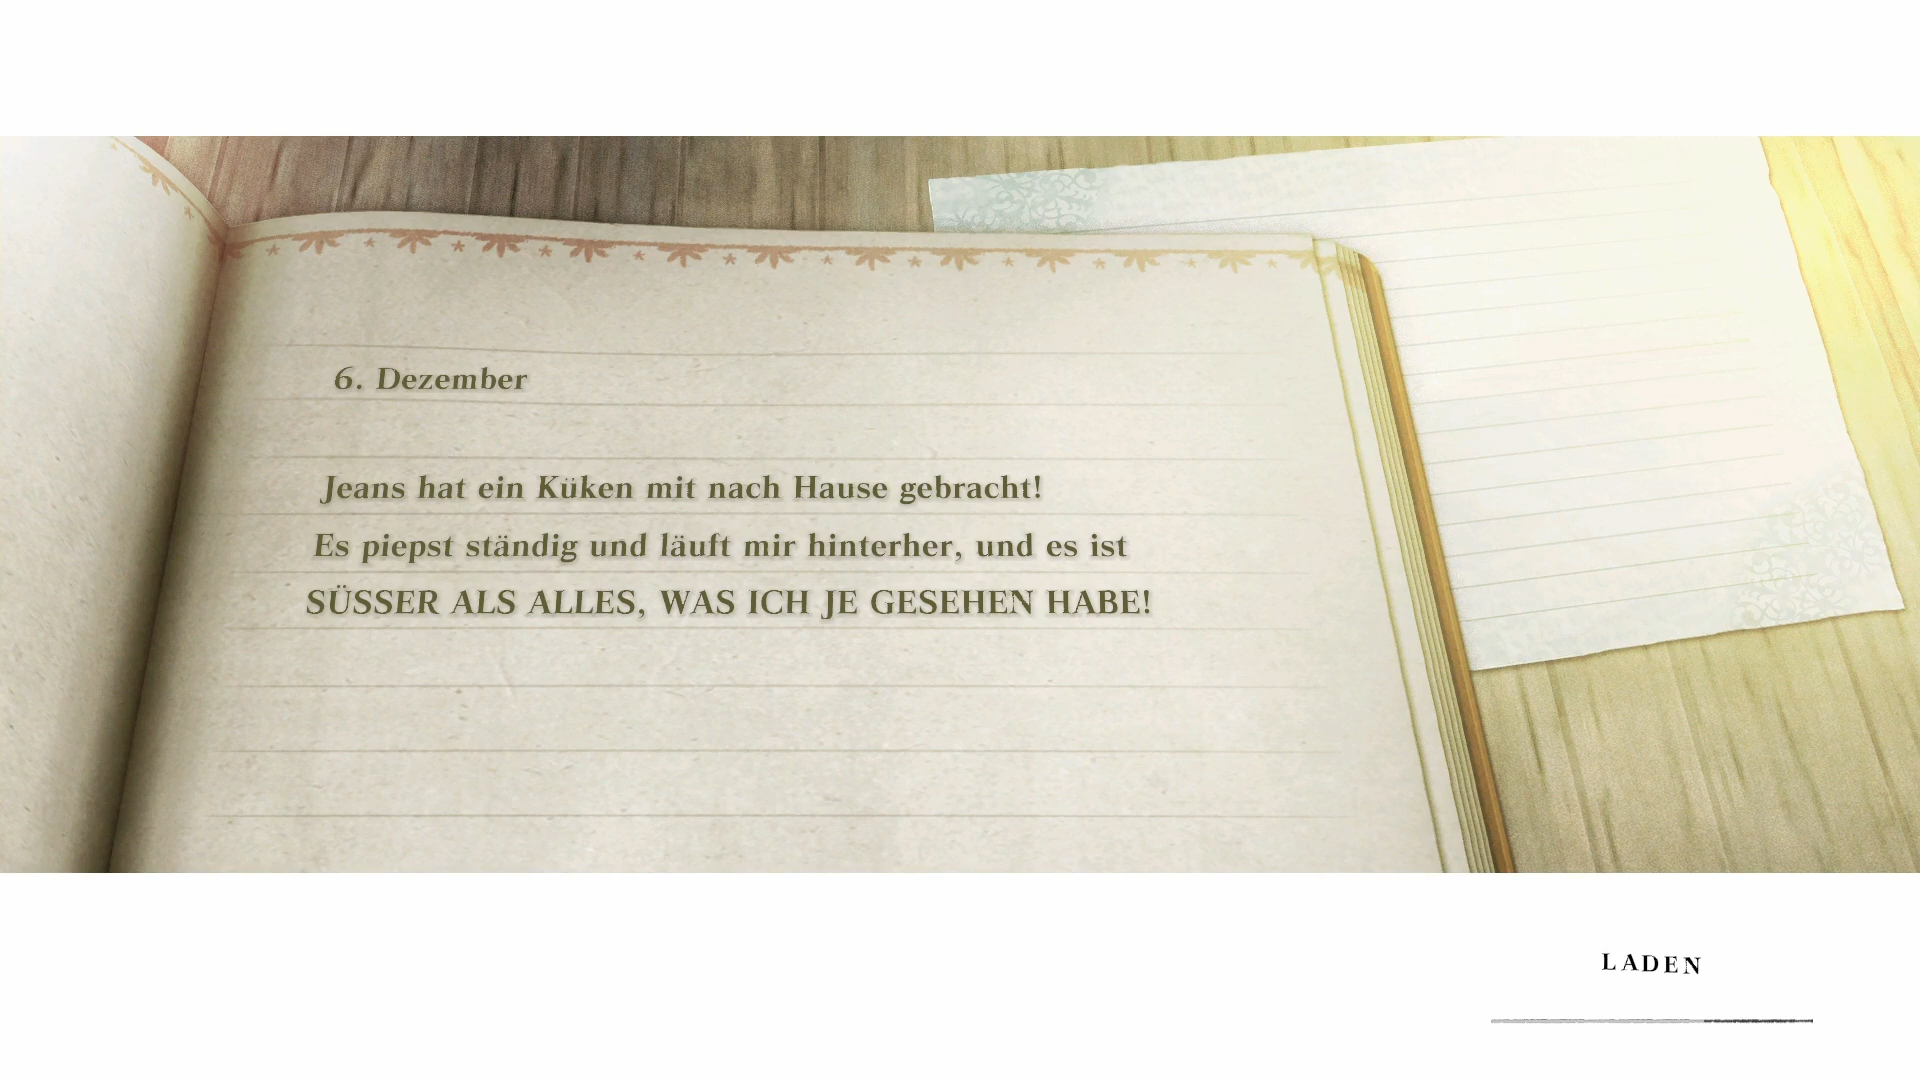 6. Dezember
Jeans hat ein Küken mit nach Hause gebracht!
Es piepst ständig und läuft mir hinterher, und es ist
SÜSSER ALS ALLES, WAS ICH JE GESEHEN HABE!
LADEN